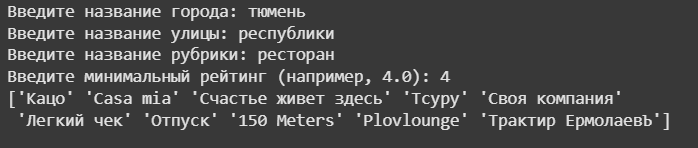 Введите название города: тюмень
Введите название улицы: республики
Введите название рубрики: ресторан
Введите минимальный рейтинг (например, 4.0): 4
['Кацо' 'Casa mia' 'Счастье живет здесь' 'Тсуру' 'Своя компания'
'Легкий чек' 'Отпуск' '150 Meters' 'Plovlounge' 'Трактир ЕрмолаевЪ']